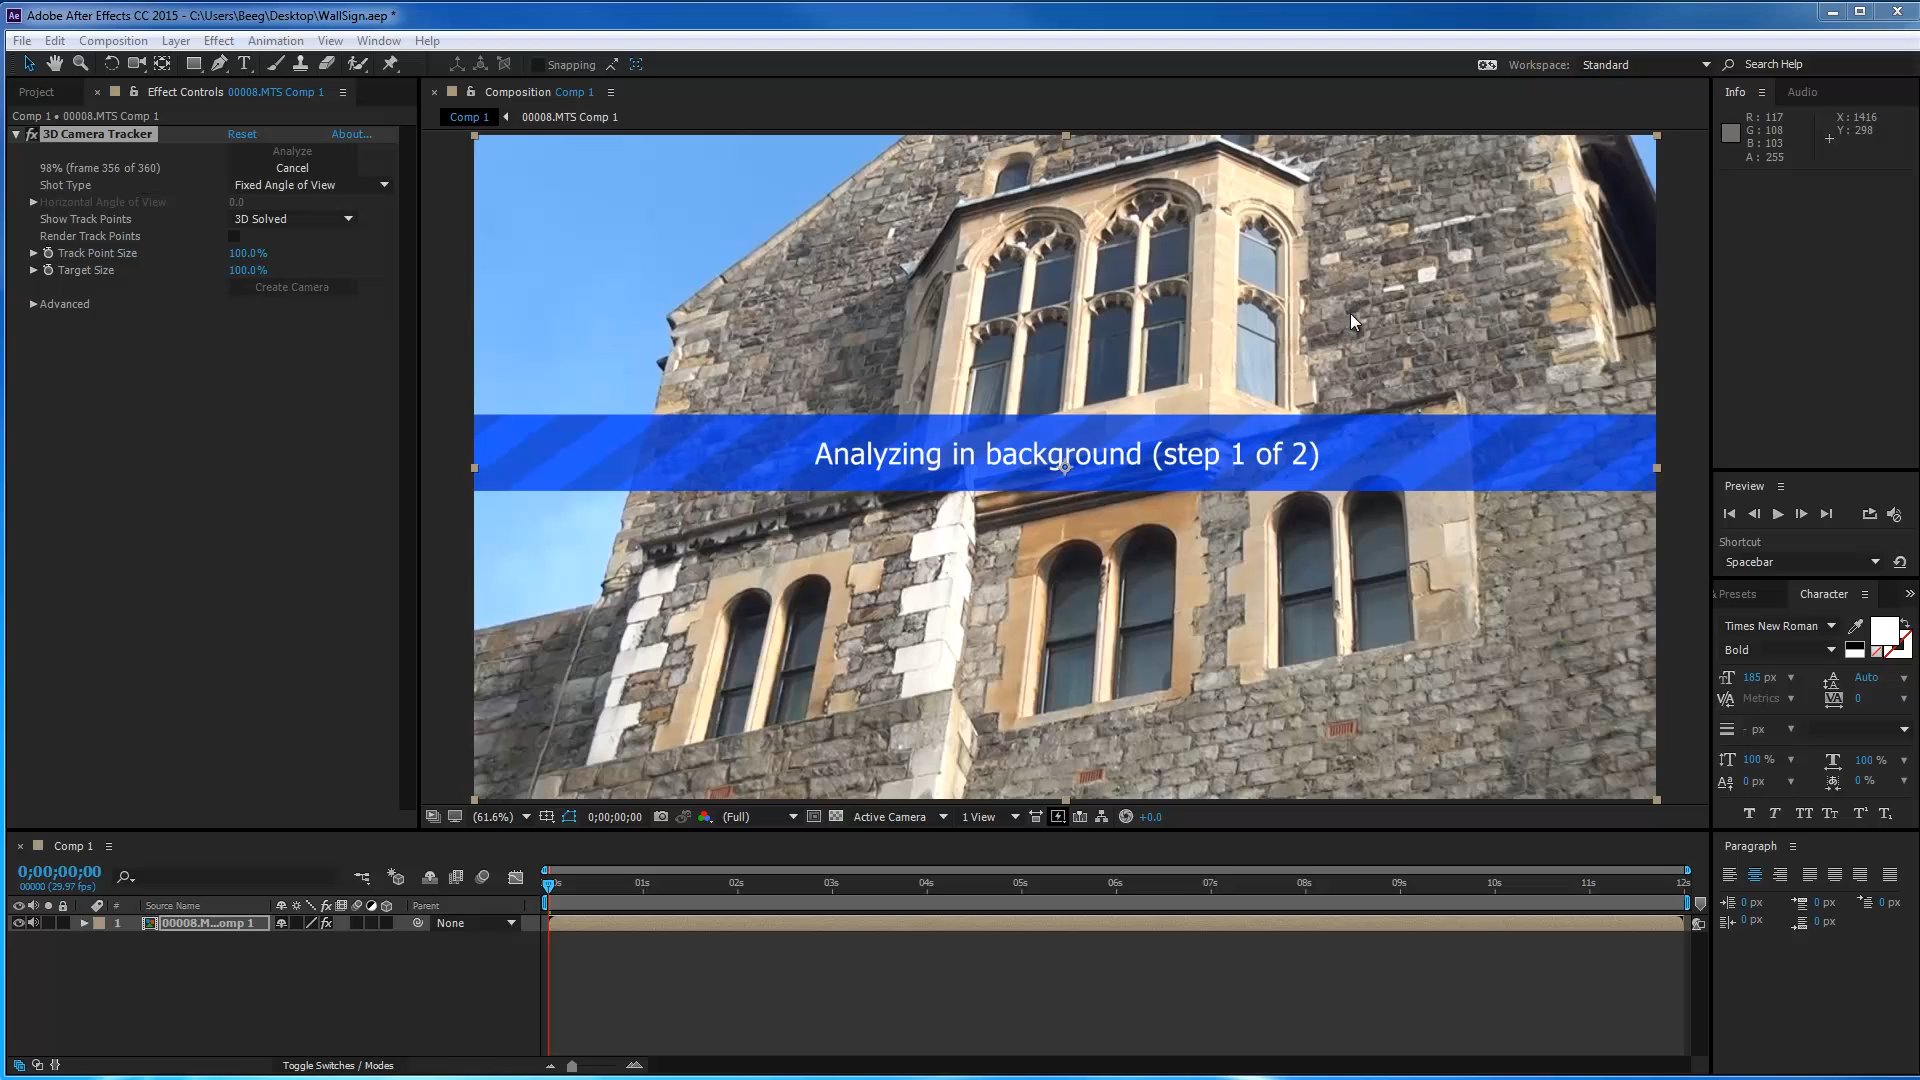 Ae Adobe After Effects CC 2015 - C:\Users\Beeg\Desktop\WallSign.aep *
File Edit Composition Layer Effect Animation View Window Help
Snapping Workspace: Standard Search Help
Project Effect Controls 00008.MTS Comp 1
Comp 1 • 00008.MTS Comp 1
fx 3D Camera Tracker Reset About...
Analyze
98% (frame 356 of 360) Cancel
Shot Type Fixed Angle of View
Horizontal Angle of View 0.0
Show Track Points 3D Solved
Render Track Points
Track Point Size 100.0%
Target Size 100.0%
Create Camera
Advanced
Composition Comp 1
Comp 1 00008.MTS Comp 1
Analyzing in background (step 1 of 2)
(61.6%) 0;00;00;00 (Full) Active Camera 1 View +0.0
Info Audio
R : 117 X : 1416
G : 108 Y : 298
B : 103
A : 255
Preview
Shortcut
Spacebar
& Presets Character
Times New Roman
Bold
185 px Auto
Metrics 0
- px
100 % 100 %
0 px 0 %
Paragraph
0 px 0 px 0 px
0 px 0 px
Comp 1
0;00;00;00
00000 (29.97 fps)
01s 02s 03s 04s 05s 06s 07s 08s 09s 10s 11s 12s
# Source Name Parent
1 00008.M...omp 1 None
Toggle Switches / Modes